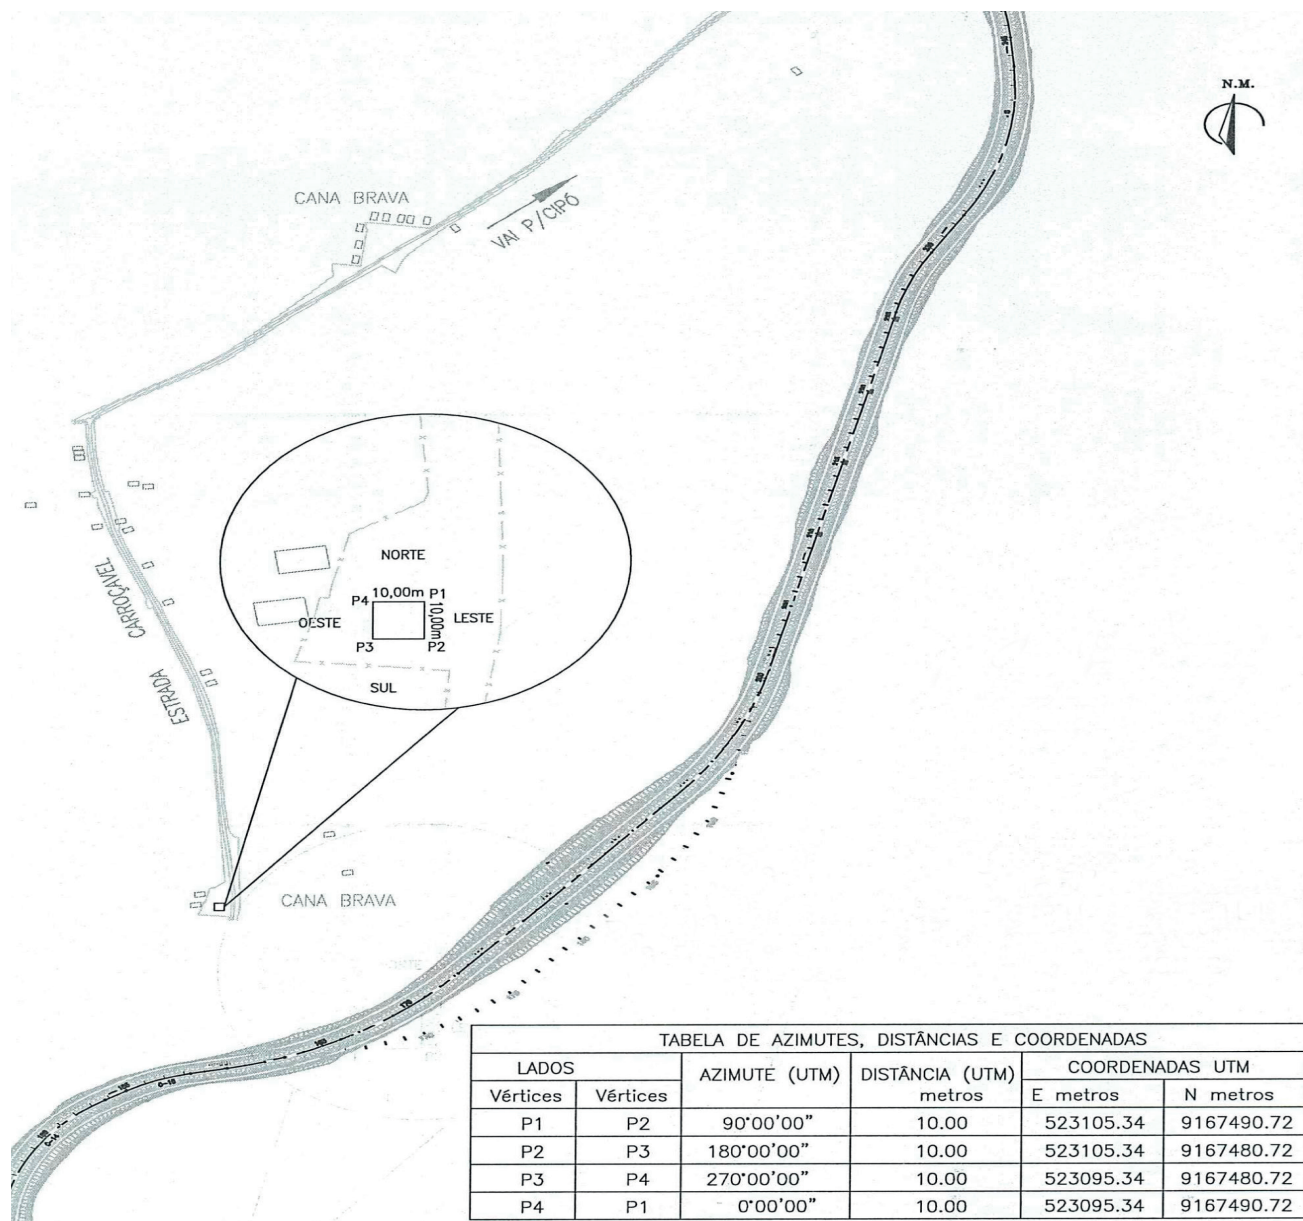 N.M.
CANA BRAVA
VAI P/CIPÓ
ESTRADA CARROÇAVEL
NORTE
P4 10,00m P1
10,00m
OESTE
LESTE
P3 P2
SUL
CANA BRAVA
TABELA DE AZIMUTES, DISTÂNCIAS E COORDENADAS
LADOS AZIMUTE (UTM) DISTÂNCIA (UTM) metros COORDENADAS UTM
Vértices Vértices E metros N metros
P1 P2 90°00'00" 10.00 523105.34 9167490.72
P2 P3 180°00'00" 10.00 523105.34 9167480.72
P3 P4 270°00'00" 10.00 523095.34 9167480.72
P4 P1 0°00'00" 10.00 523095.34 9167490.72